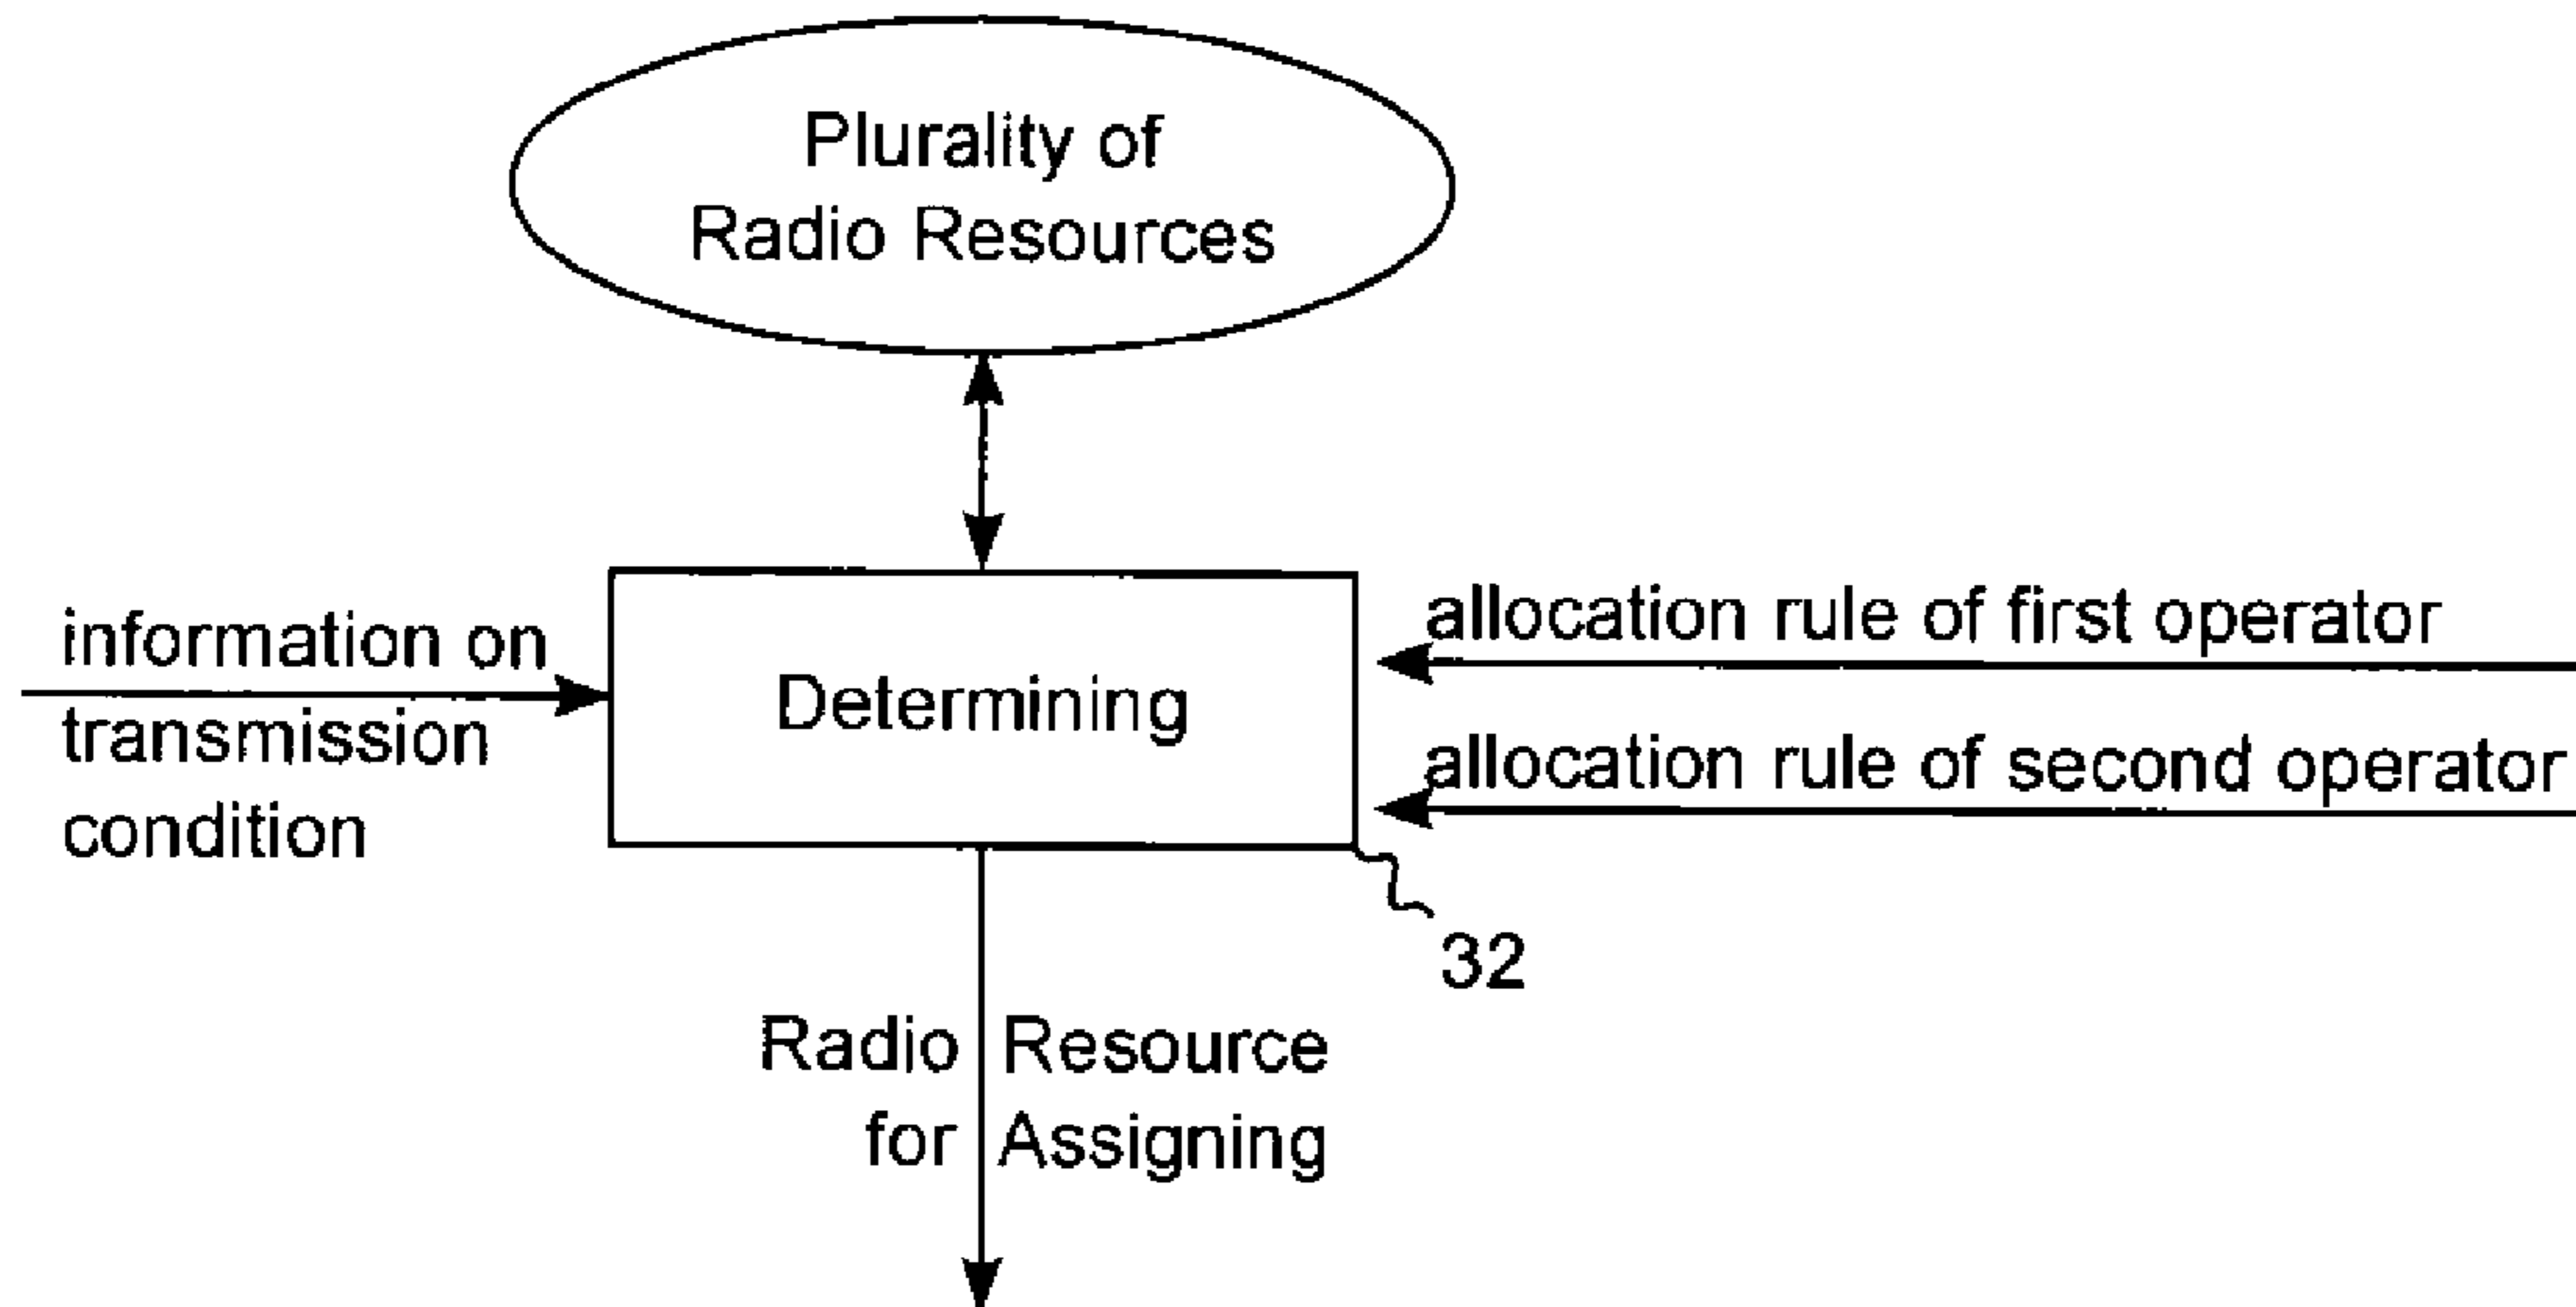 Plurality of
Radio Resources
information on
transmission
condition
Determining
allocation rule of first operator
allocation rule of second operator
32
Radio Resource
for Assigning